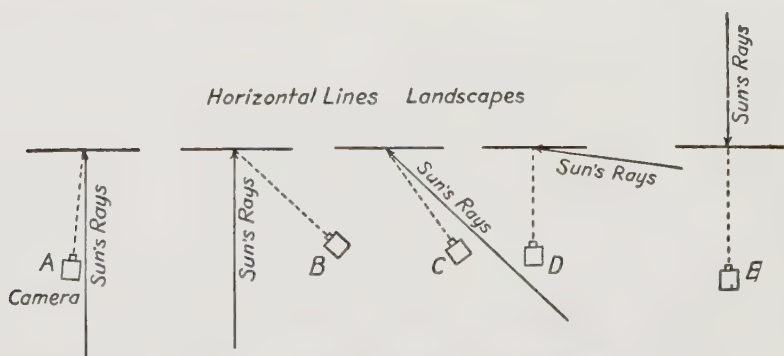 Horizontal Lines Landscapes
Sun's Rays
Sun's Rays
Sun's Rays
Sun's Rays
Sun's Rays
A
B
C
D
E
Camera